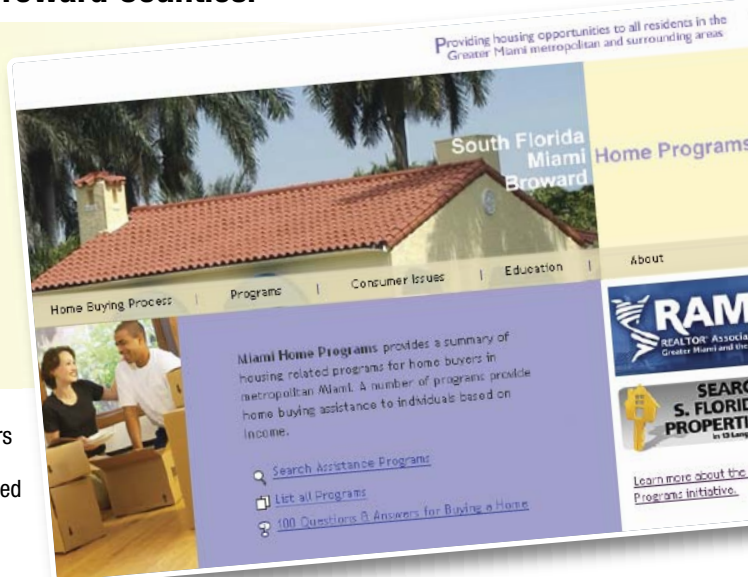 Broward Counties.
Providing housing opportunities to all residents in the
Greater Miami metropolitan and surrounding areas
South Florida
Miami
Broward
Home Programs
Home Buying Process | Programs | Consumer Issues | Education | About
Miami Home Programs provides a summary of
housing related programs for home buyers in
metropolitan Miami. A number of programs provide
home buying assistance to individuals based on
income.
Search Assistance Programs
List all Programs
100 Questions & Answers for Buying a Home
RAM
REALTOR® Associa
Greater Miami and the
SEARC
S. FLORID
PROPERTI
in 13 Lang
Learn more about the
Programs initiative.
rs
ed